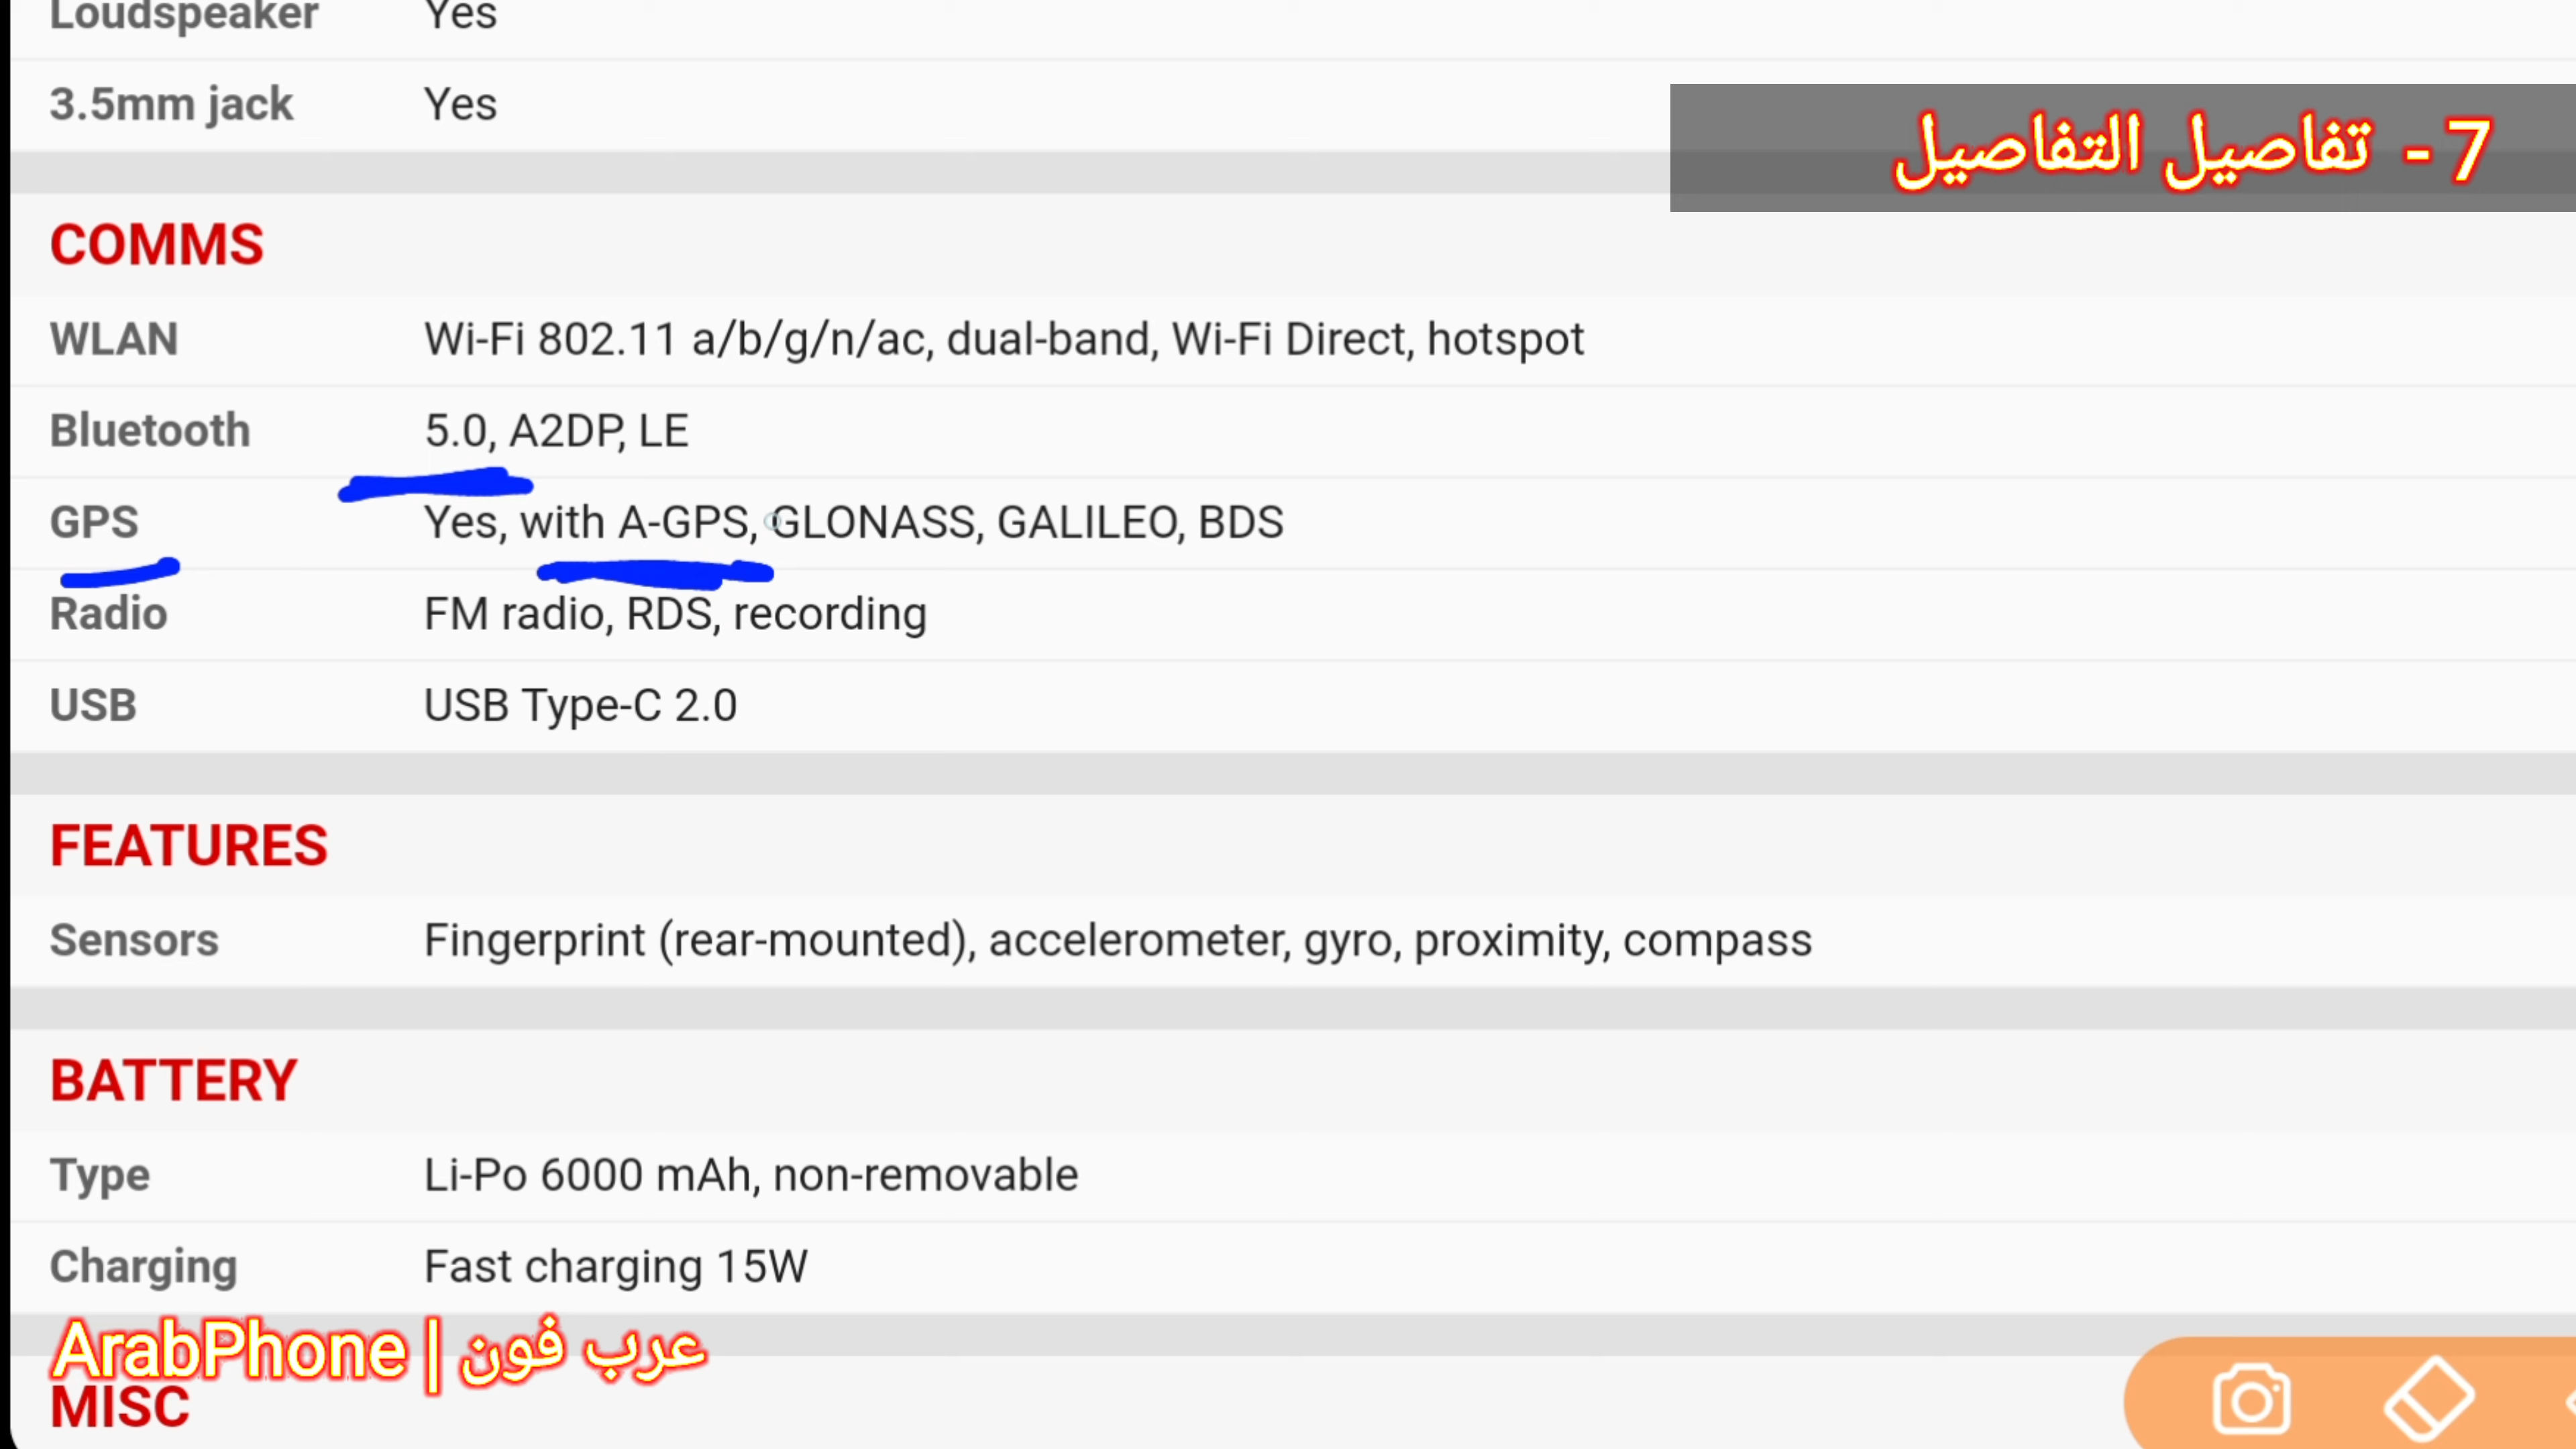 Loudspeaker Yes
3.5mm jack Yes
7 - تفاصيل التفاصيل
COMMS
WLAN Wi-Fi 802.11 a/b/g/n/ac, dual-band, Wi-Fi Direct, hotspot
Bluetooth 5.0, A2DP, LE
GPS Yes, with A-GPS, GLONASS, GALILEO, BDS
Radio FM radio, RDS, recording
USB USB Type-C 2.0
FEATURES
Sensors Fingerprint (rear-mounted), accelerometer, gyro, proximity, compass
BATTERY
Type Li-Po 6000 mAh, non-removable
Charging Fast charging 15W
ArabPhone | عرب فون
MISC